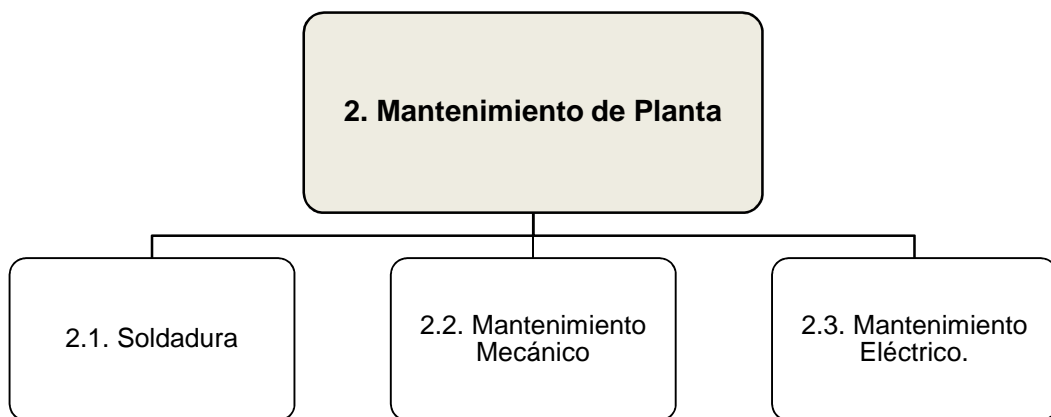 2. Mantenimiento de Planta
2.1. Soldadura
2.2. Mantenimiento
Mecánico
2.3. Mantenimiento
Eléctrico.